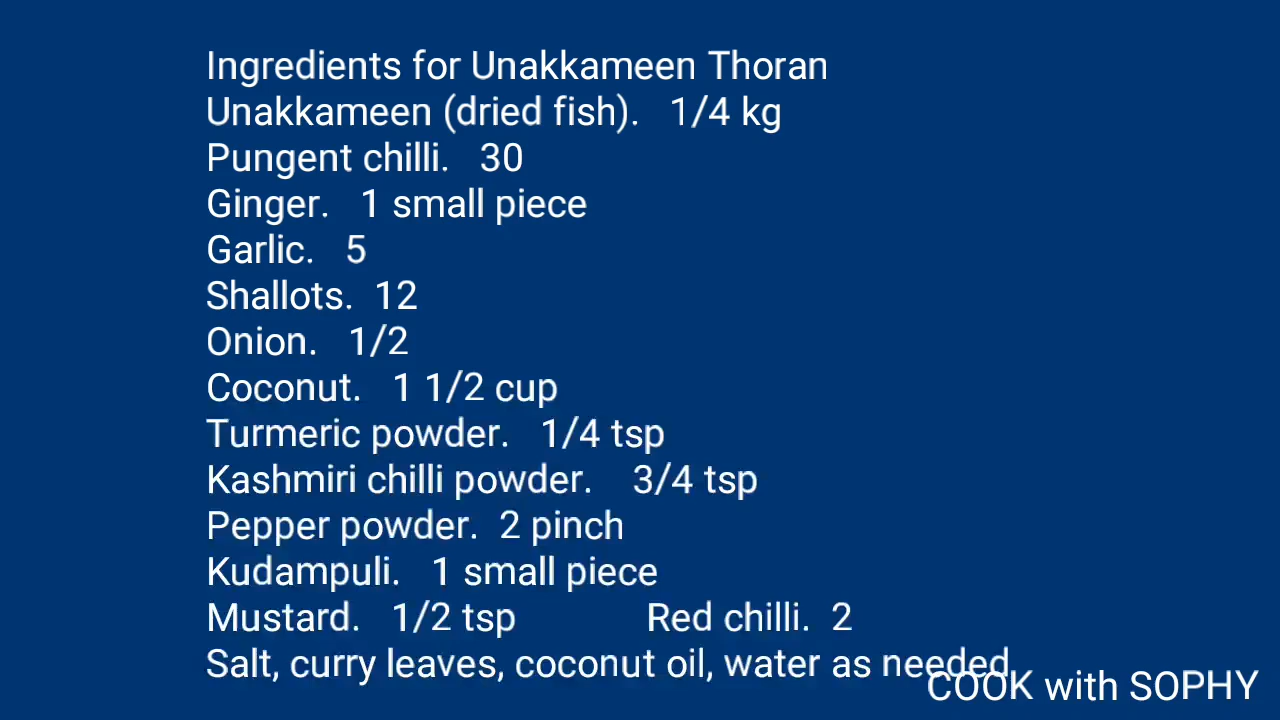 Ingredients for Unakkameen Thoran
Unakkameen (dried fish). 1/4 kg
Pungent chilli. 30
Ginger. 1 small piece
Garlic. 5
Shallots. 12
Onion. 1/2
Coconut. 1 1/2 cup
Turmeric powder. 1/4 tsp
Kashmiri chilli powder. 3/4 tsp
Pepper powder. 2 pinch
Kudampuli. 1 small piece
Mustard. 1/2 tsp Red chilli. 2
Salt, curry leaves, coconut oil, water as needed
COOK with SOPHY